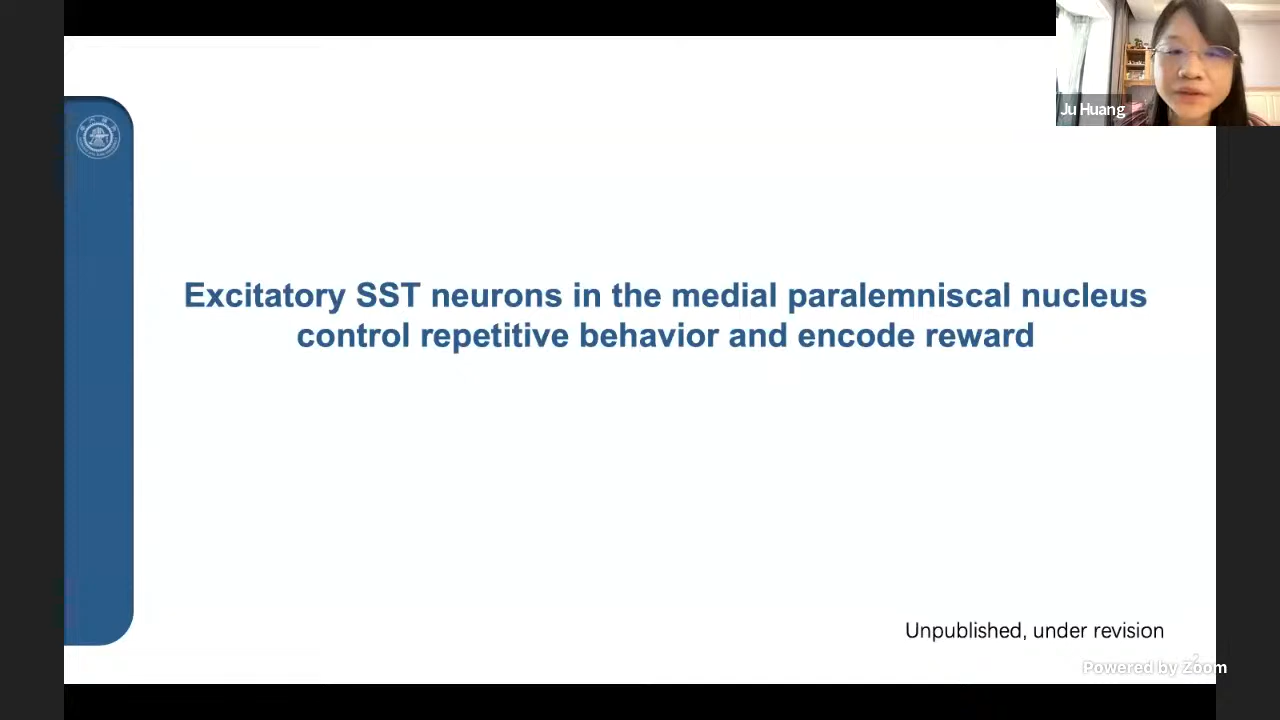 Ju Huang
Excitatory SST neurons in the medial paralemniscal nucleus
control repetitive behavior and encode reward
Unpublished, under revision
2
Powered by Zoom